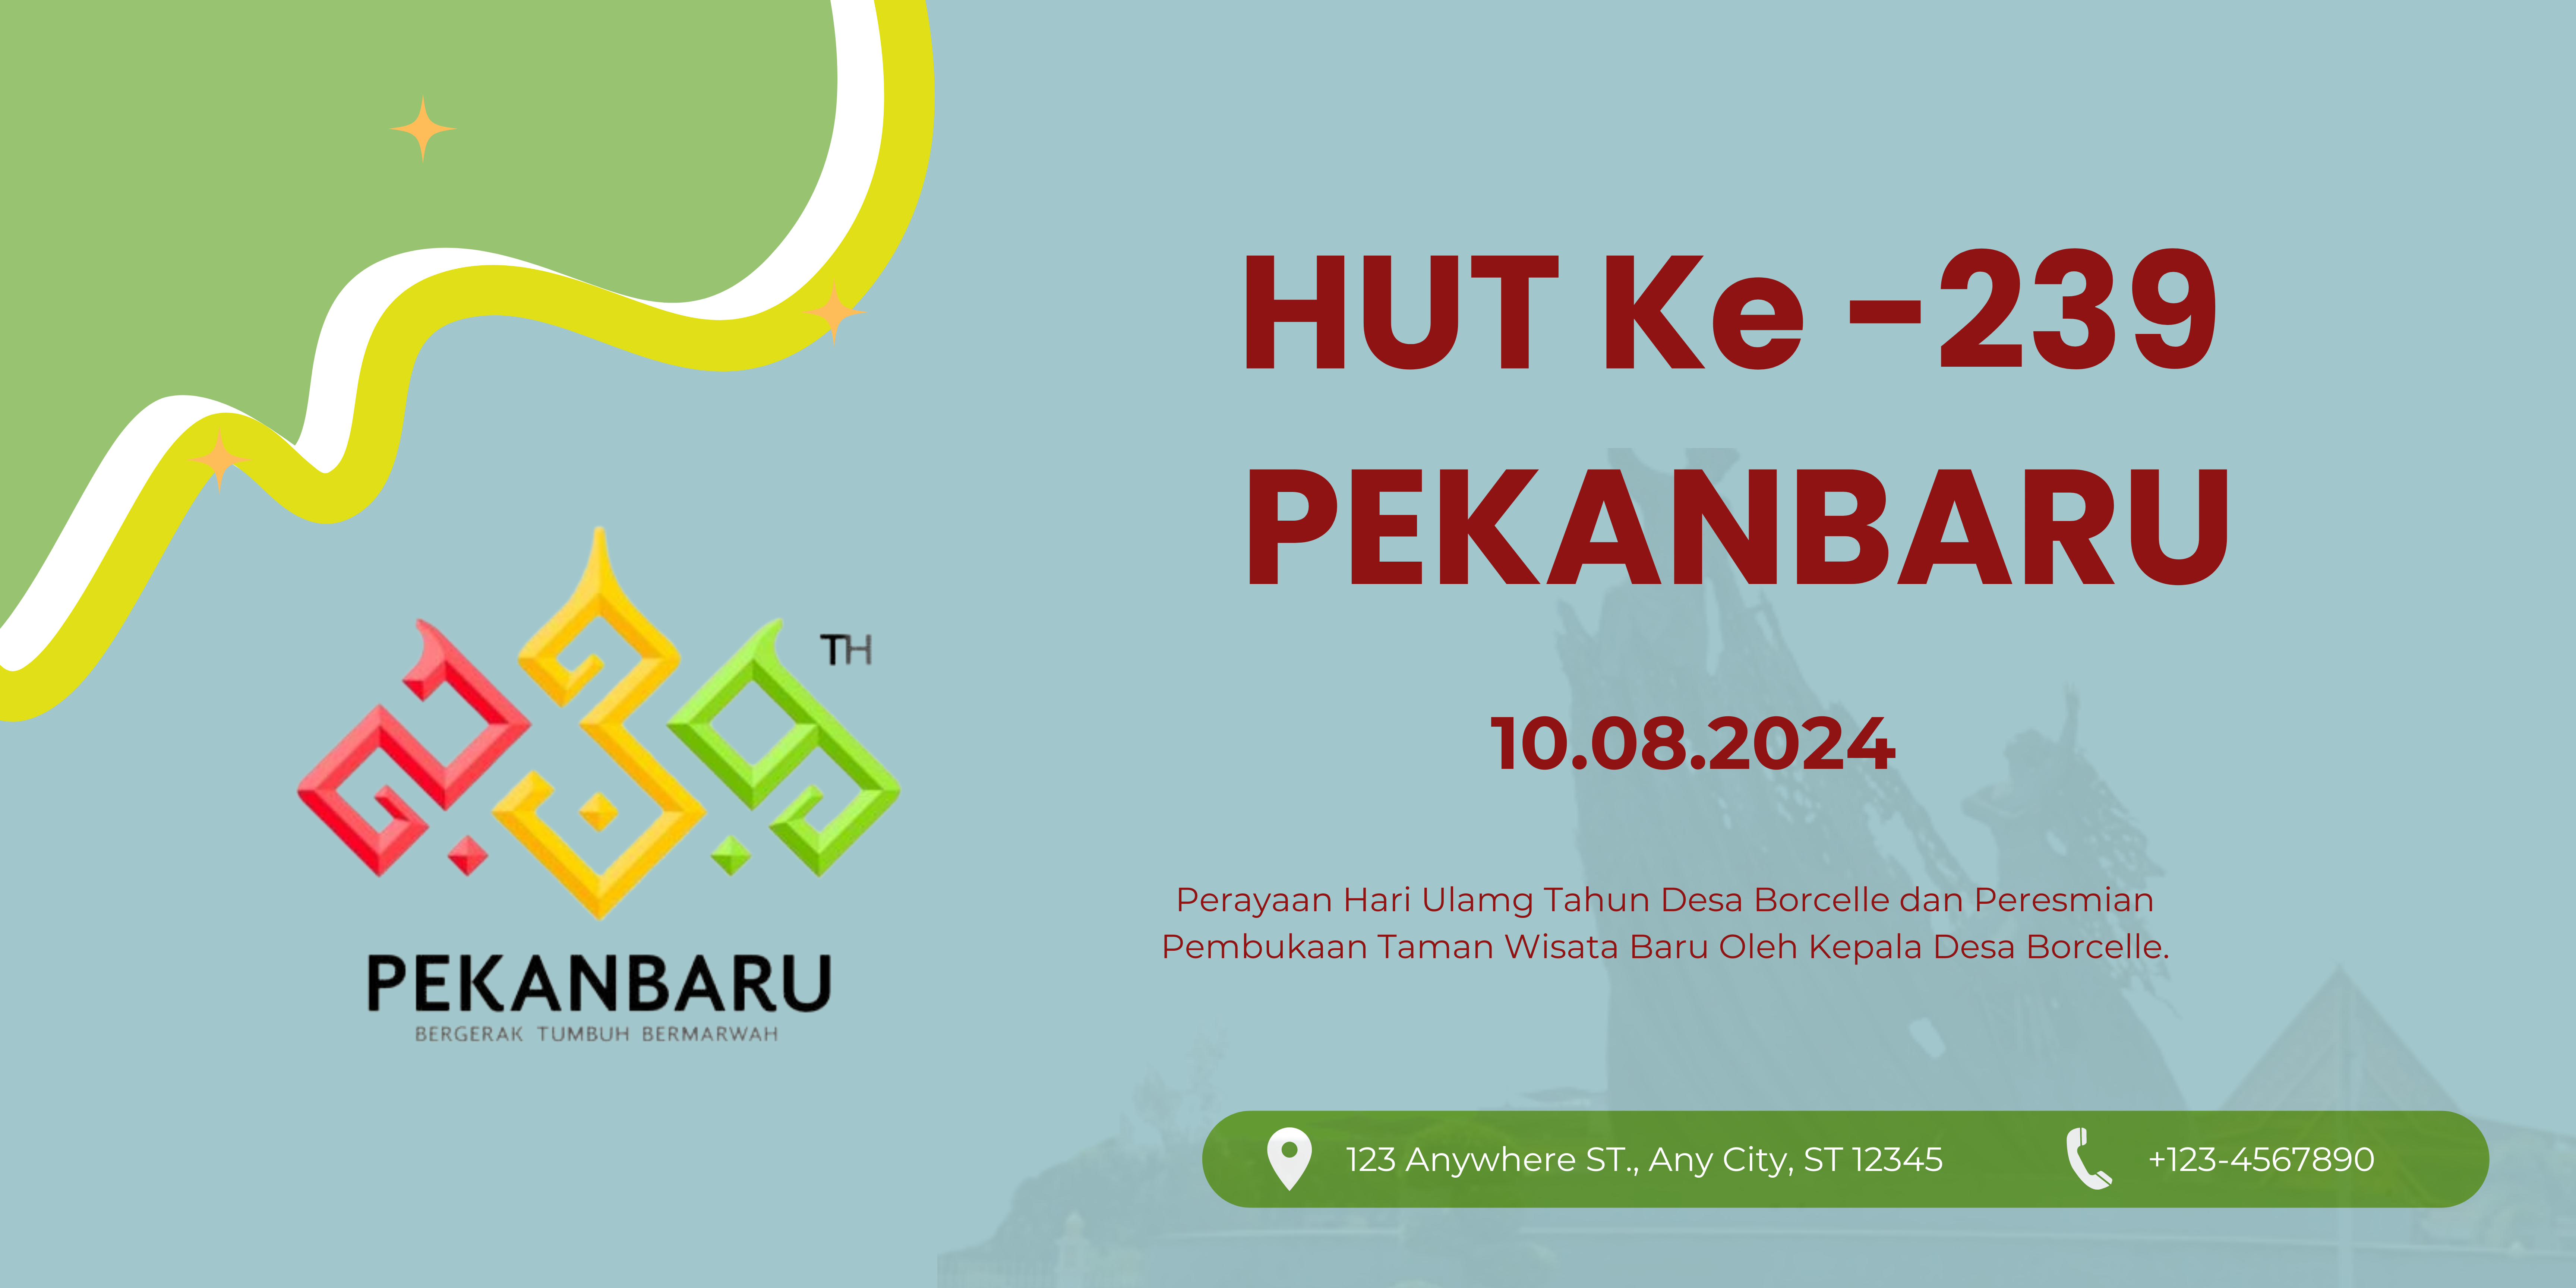 HUT Ke -239
PEKANBARU
10.08.2024
Perayaan Hari Ulamg Tahun Desa Borcelle dan Peresmian
Pembukaan Taman Wisata Baru Oleh Kepala Desa Borcelle.
239 TH
PEKANBARU
BERGERAK TUMBUH BERMARWAH
123 Anywhere ST., Any City, ST 12345
+123-4567890